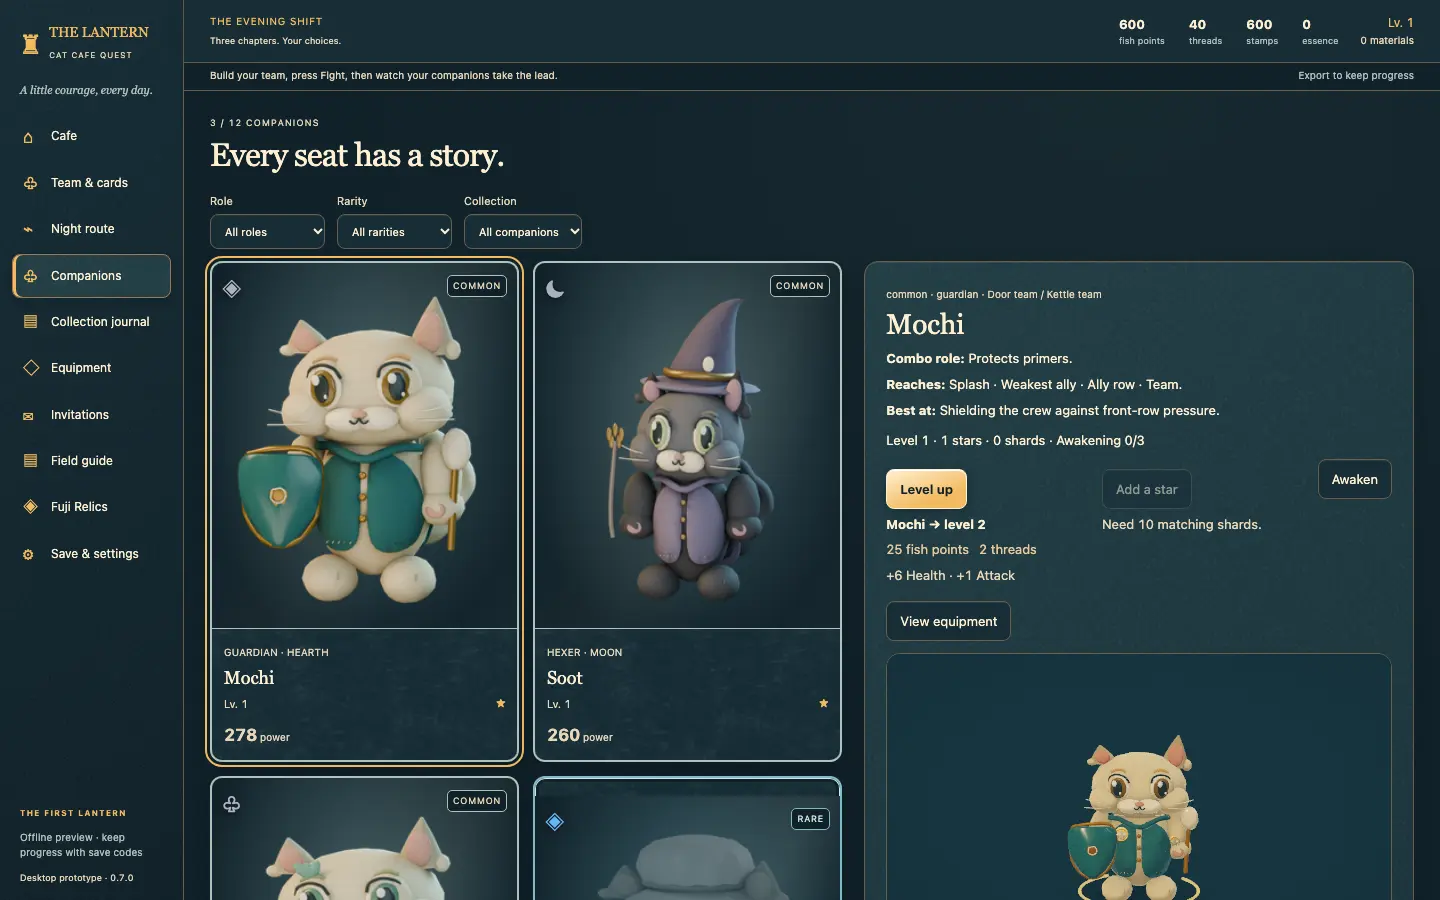 THE LANTERN
CAT CAFE QUEST
A little courage, every day.
Cafe
Team & cards
Night route
Companions
Collection journal
Equipment
Invitations
Field guide
Fuji Relics
Save & settings
THE FIRST LANTERN
Offline preview · keep
progress with save codes
Desktop prototype · 0.7.0
THE EVENING SHIFT
Three chapters. Your choices.
600 fish points
40 threads
600 stamps
0 essence
Lv. 1
0 materials
Build your team, press Fight, then watch your companions take the lead.
Export to keep progress
3 / 12 COMPANIONS
Every seat has a story.
Role
Rarity
Collection
All roles
All rarities
All companions
COMMON
GUARDIAN · HEARTH
Mochi
Lv. 1
278 power
COMMON
HEXER · MOON
Soot
Lv. 1
260 power
COMMON
RARE
common · guardian · Door team / Kettle team
Mochi
Combo role: Protects primers.
Reaches: Splash · Weakest ally · Ally row · Team.
Best at: Shielding the crew against front-row pressure.
Level 1 · 1 stars · 0 shards · Awakening 0/3
Level up
Mochi → level 2
25 fish points 2 threads
+6 Health · +1 Attack
Add a star
Need 10 matching shards.
Awaken
View equipment